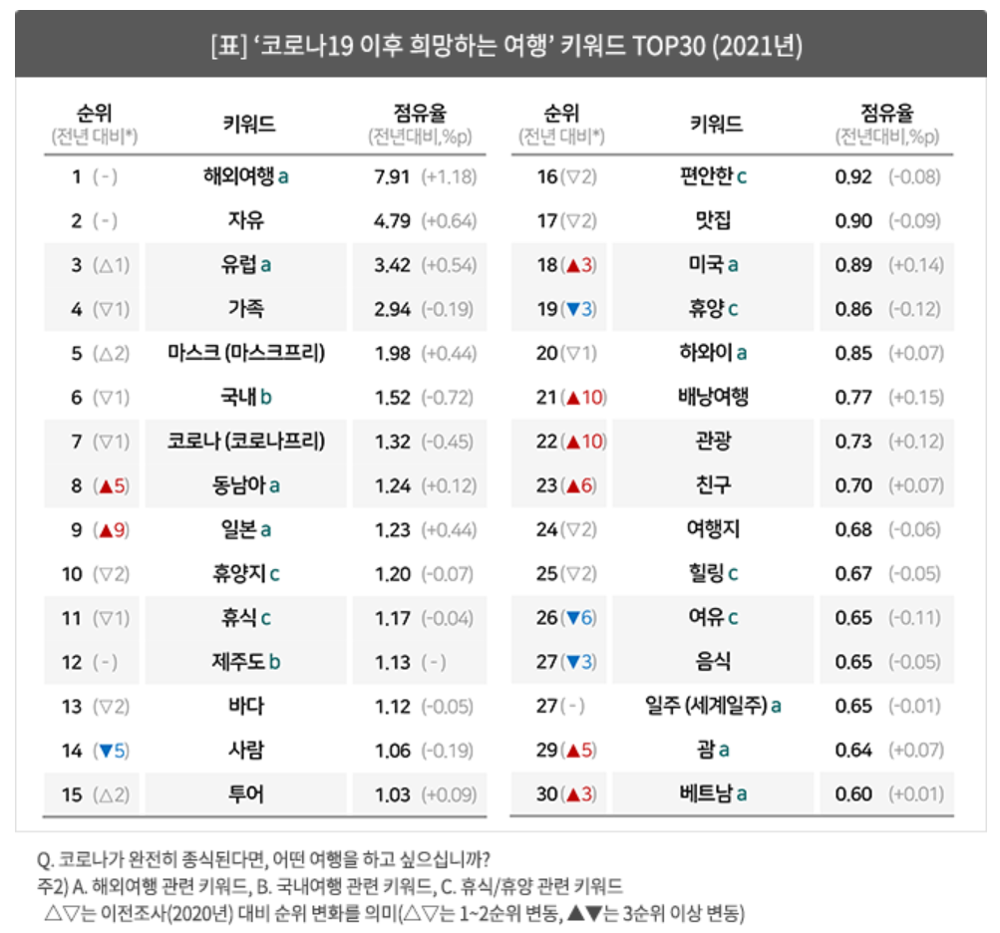 [표] ‘코로나19 이후 희망하는 여행’ 키워드 TOP30 (2021년)
순위 키워드 점유율
(전년 대비*) (전년대비,%p)
1 (-) 해외여행 a 7.91 (+1.18)
2 (-) 자유 4.79 (+0.64)
3 (△1) 유럽 a 3.42 (+0.54)
4 (▽1) 가족 2.94 (-0.19)
5 (△2) 마스크 (마스크프리) 1.98 (+0.44)
6 (▽1) 국내 b 1.52 (-0.72)
7 (▽1) 코로나 (코로나프리) 1.32 (-0.45)
8 (▲5) 동남아 a 1.24 (+0.12)
9 (▲9) 일본 a 1.23 (+0.44)
10 (▽2) 휴양지 c 1.20 (-0.07)
11 (▽1) 휴식 c 1.17 (-0.04)
12 (-) 제주도 b 1.13 (-)
13 (▽2) 바다 1.12 (-0.05)
14 (▼5) 사람 1.06 (-0.19)
15 (△2) 투어 1.03 (+0.09)
순위 키워드 점유율
(전년 대비*) (전년대비,%p)
16(▽2) 편안한 c 0.92 (-0.08)
17(▽2) 맛집 0.90 (-0.09)
18(▲3) 미국 a 0.89 (+0.14)
19(▼3) 휴양 c 0.86 (-0.12)
20(▽1) 하와이 a 0.85 (+0.07)
21(▲10) 배낭여행 0.77 (+0.15)
22(▲10) 관광 0.73 (+0.12)
23(▲6) 친구 0.70 (+0.07)
24(▽2) 여행지 0.68 (-0.06)
25(▽2) 힐링 c 0.67 (-0.05)
26(▼6) 여유 c 0.65 (-0.11)
27(▼3) 음식 0.65 (-0.05)
27(-) 일주 (세계일주) a 0.65 (-0.01)
29(▲5) 괌 a 0.64 (+0.07)
30(▲3) 베트남 a 0.60 (+0.01)
Q. 코로나가 완전히 종식된다면, 어떤 여행을 하고 싶으십니까?
주2) A. 해외여행 관련 키워드, B. 국내여행 관련 키워드, C. 휴식/휴양 관련 키워드
△▽는 이전조사(2020년) 대비 순위 변화를 의미(△▽는 1~2순위 변동, ▲▼는 3순위 이상 변동)